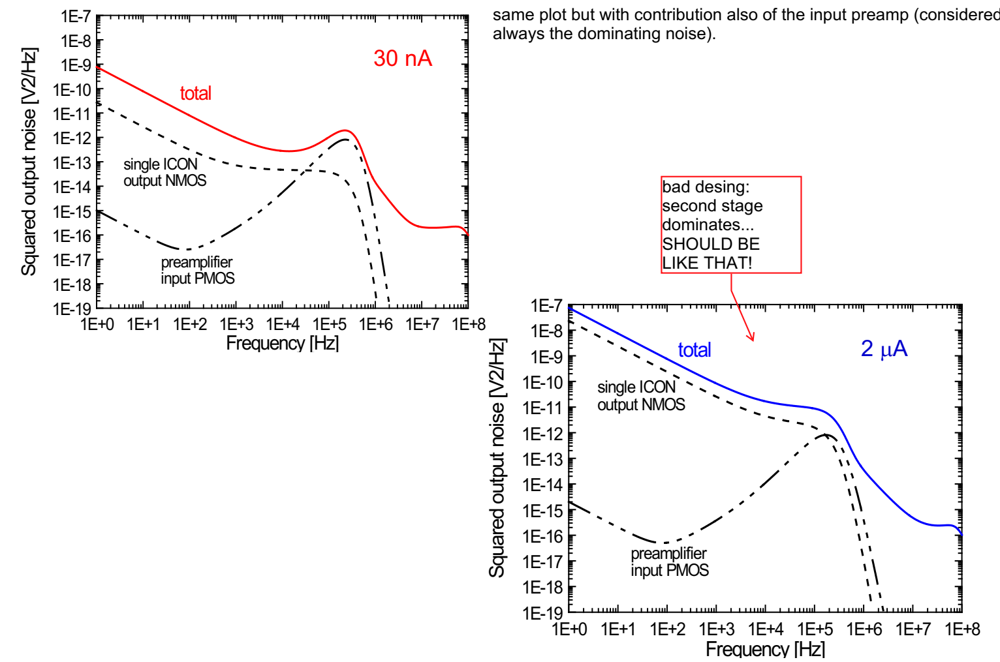 same plot but with contribution also of the input preamp (considered
always the dominating noise).
1E-7
1E-8
1E-9
1E-10
1E-11
1E-12
1E-13
1E-14
1E-15
1E-16
1E-17
1E-18
1E-19
Squared output noise [V2/Hz]
30 nA
total
single ICON
output NMOS
preamplifier
input PMOS
1E+0 1E+1 1E+2 1E+3 1E+4 1E+5 1E+6 1E+7 1E+8
Frequency [Hz]
bad desing:
second stage
dominates...
SHOULD BE
LIKE THAT!
1E-7
1E-8
1E-9
1E-10
1E-11
1E-12
1E-13
1E-14
1E-15
1E-16
1E-17
1E-18
1E-19
Squared output noise [V2/Hz]
total
2 μA
single ICON
output NMOS
preamplifier
input PMOS
1E+0 1E+1 1E+2 1E+3 1E+4 1E+5 1E+6 1E+7 1E+8
Frequency [Hz]